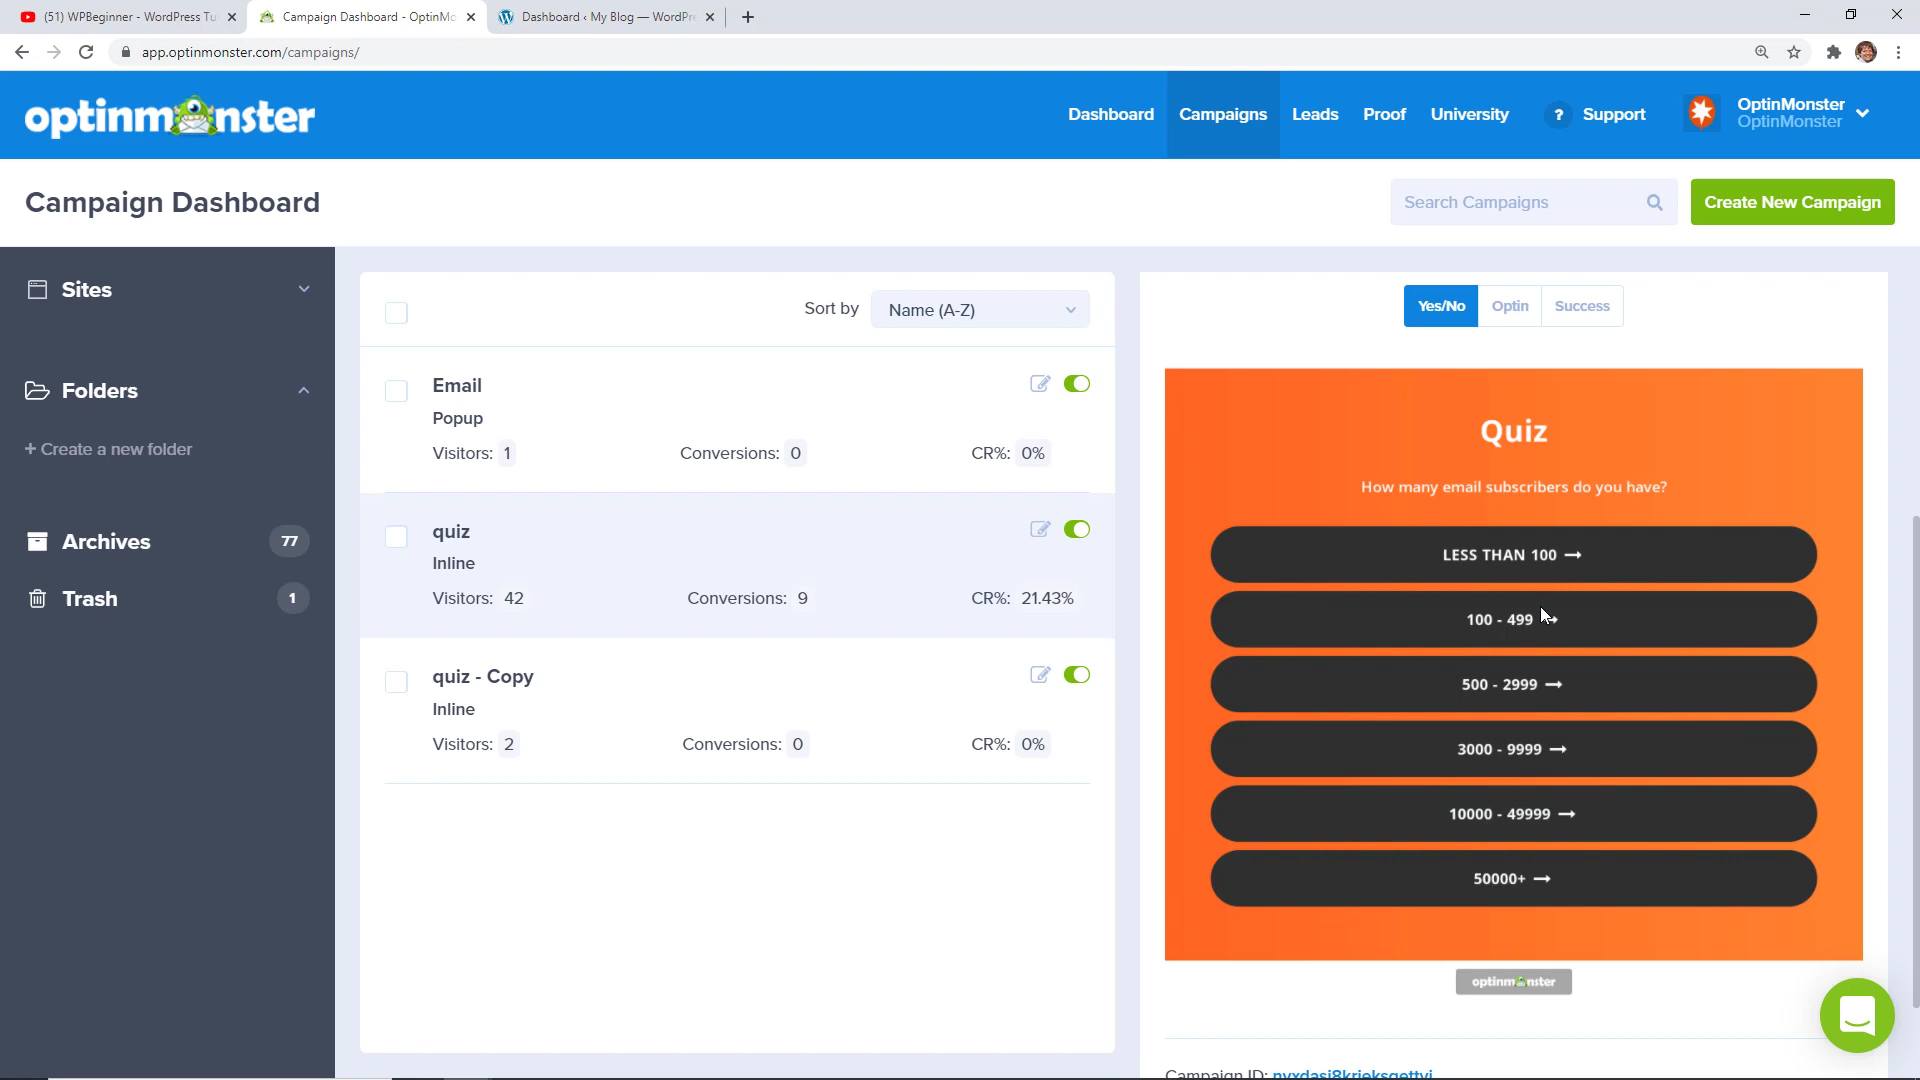 (51) WPBeginner - WordPress Tu
Campaign Dashboard - OptinMo
Dashboard ‹ My Blog — WordPre
app.optinmonster.com/campaigns/
optinmonster
Dashboard
Campaigns
Leads
Proof
University
? Support
OptinMonster
OptinMonster
Campaign Dashboard
Search Campaigns
Create New Campaign
Sites
Folders
+ Create a new folder
Archives 77
Trash 1
Sort by Name (A-Z)
Email
Popup
Visitors: 1 Conversions: 0 CR%: 0%
quiz
Inline
Visitors: 42 Conversions: 9 CR%: 21.43%
quiz - Copy
Inline
Visitors: 2 Conversions: 0 CR%: 0%
Yes/No Optin Success
Quiz
How many email subscribers do you have?
LESS THAN 100 →
100 - 499 →
500 - 2999 →
3000 - 9999 →
10000 - 49999 →
50000+ →
optinmonster
Campaign ID: